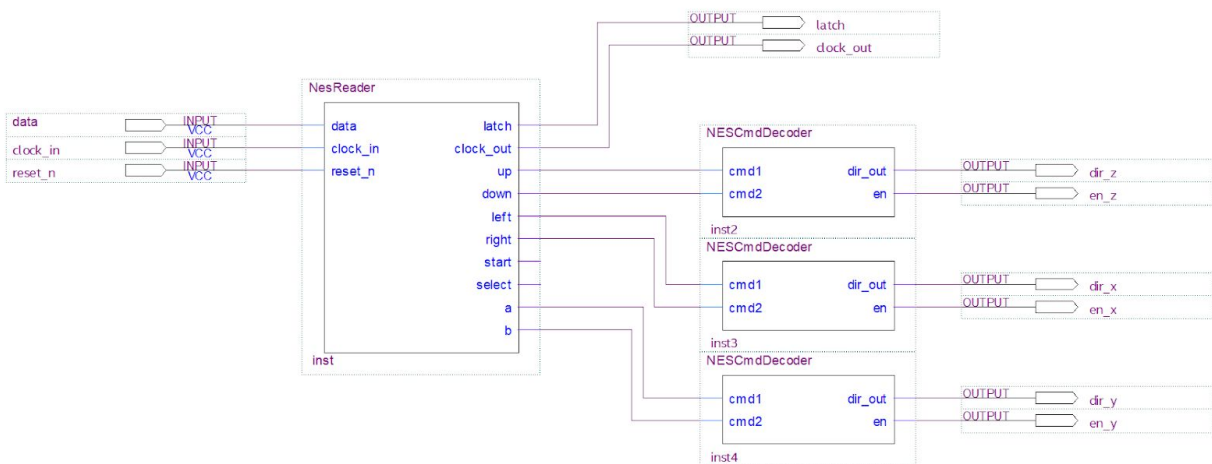 OUTPUT latch
OUTPUT clock_out
NesReader
data INPUT VCC data latch
clock_in INPUT VCC clock_in clock_out
reset_n INPUT VCC reset_n up
down
left
right
start
select
a
b
inst
NESCmdDecoder
cmd1 dir_out OUTPUT dir_z
cmd2 en OUTPUT en_z
inst2
NESCmdDecoder
cmd1 dir_out OUTPUT dir_x
cmd2 en OUTPUT en_x
inst3
NESCmdDecoder
cmd1 dir_out OUTPUT dir_y
cmd2 en OUTPUT en_y
inst4